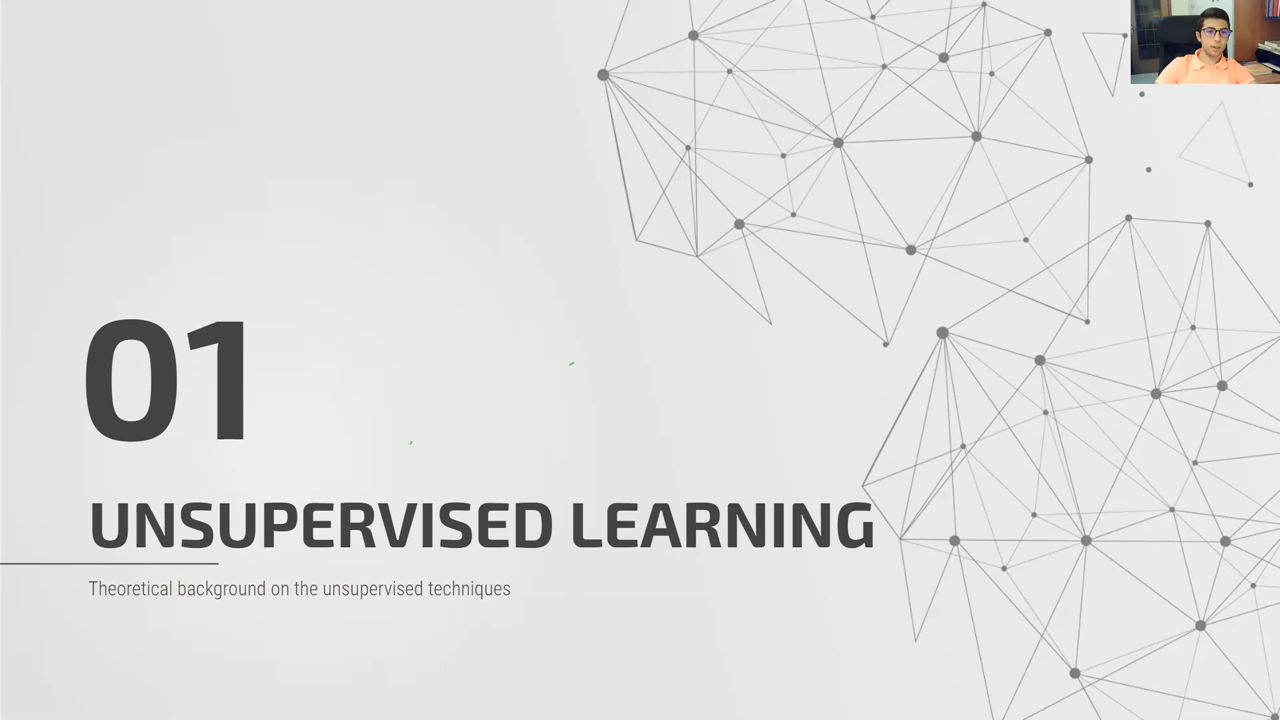 01
UNSUPERVISED LEARNING
Theoretical background on the unsupervised techniques